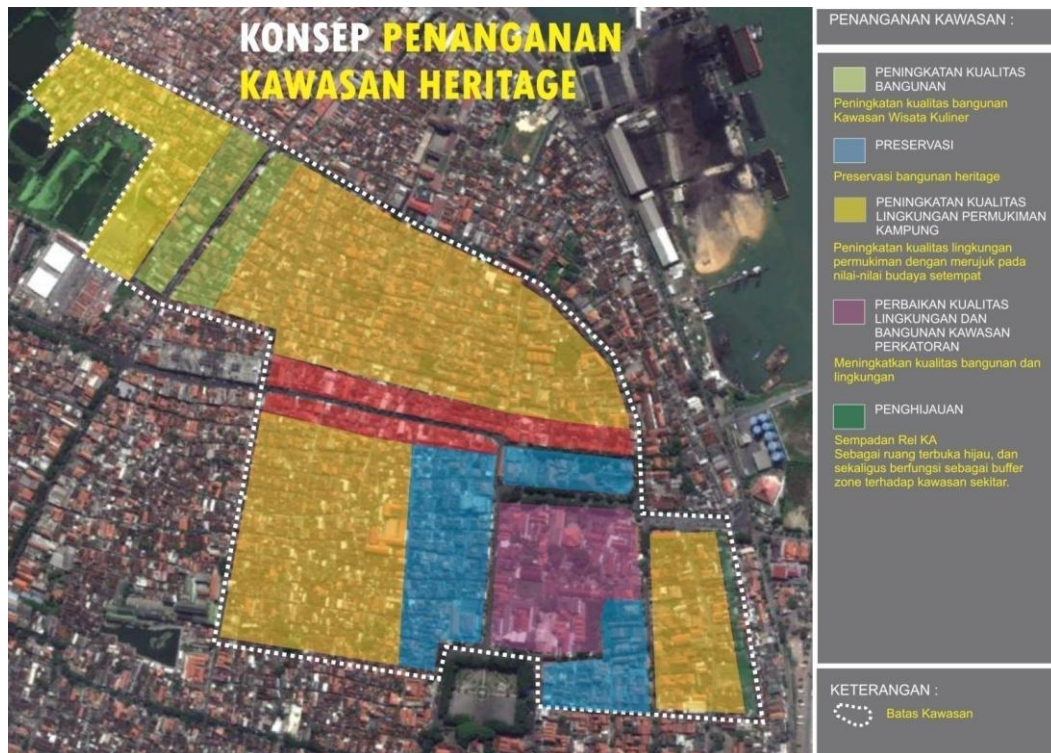 KONSEP PENANGANAN
KAWASAN HERITAGE
PENANGANAN KAWASAN :
PENINGKATAN KUALITAS
BANGUNAN
Peningkatan kualitas bangunan
Kawasan Wisata Kuliner
PRESERVASI
Preservasi bangunan heritage
PENINGKATAN KUALITAS
LINGKUNGAN PERMUKIMAN
KAMPUNG
Peningkatan kualitas lingkungan
permukiman dengan merujuk pada
nilai-nilai budaya setempat
PERBAIKAN KUALITAS
LINGKUNGAN DAN
BANGUNAN KAWASAN
PERKATORAN
Meningkatkan kualitas bangunan dan
lingkungan
PENGHIJAUAN
Sempadan Rel KA
Sebagai ruang terbuka hijau, dan
sekaligus berfungsi sebagai buffer
zone terhadap kawasan sekitar.
KETERANGAN :
Batas Kawasan